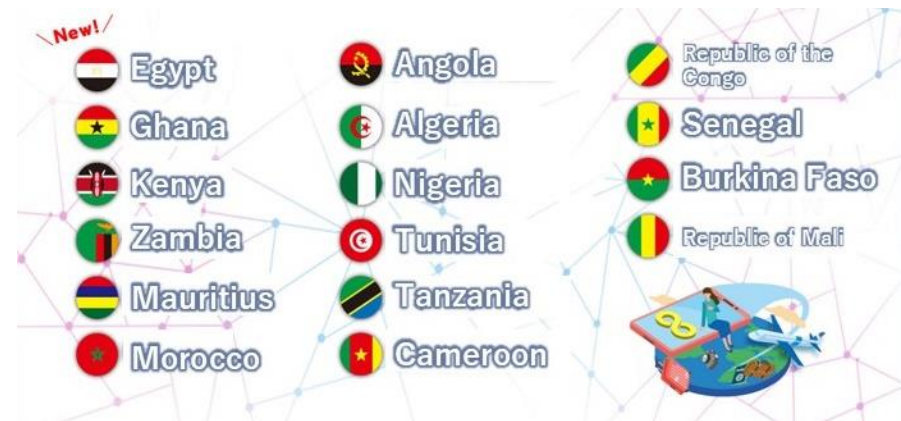 New!
Egypt
Ghana
Kenya
Zambia
Mauritius
Morocco
Angola
Algeria
Nigeria
Tunisia
Tanzania
Cameroon
Republic of the
Congo
Senegal
Burkina Faso
Republic of Mali